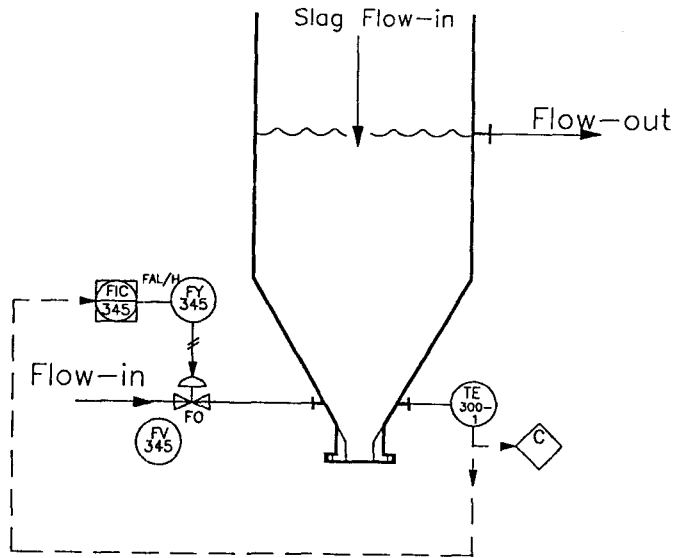 Slag Flow-in
Flow-out
FIC
345
FAL/H
FY
345
Flow-in
FO
FV
345
TE
300-
1
C